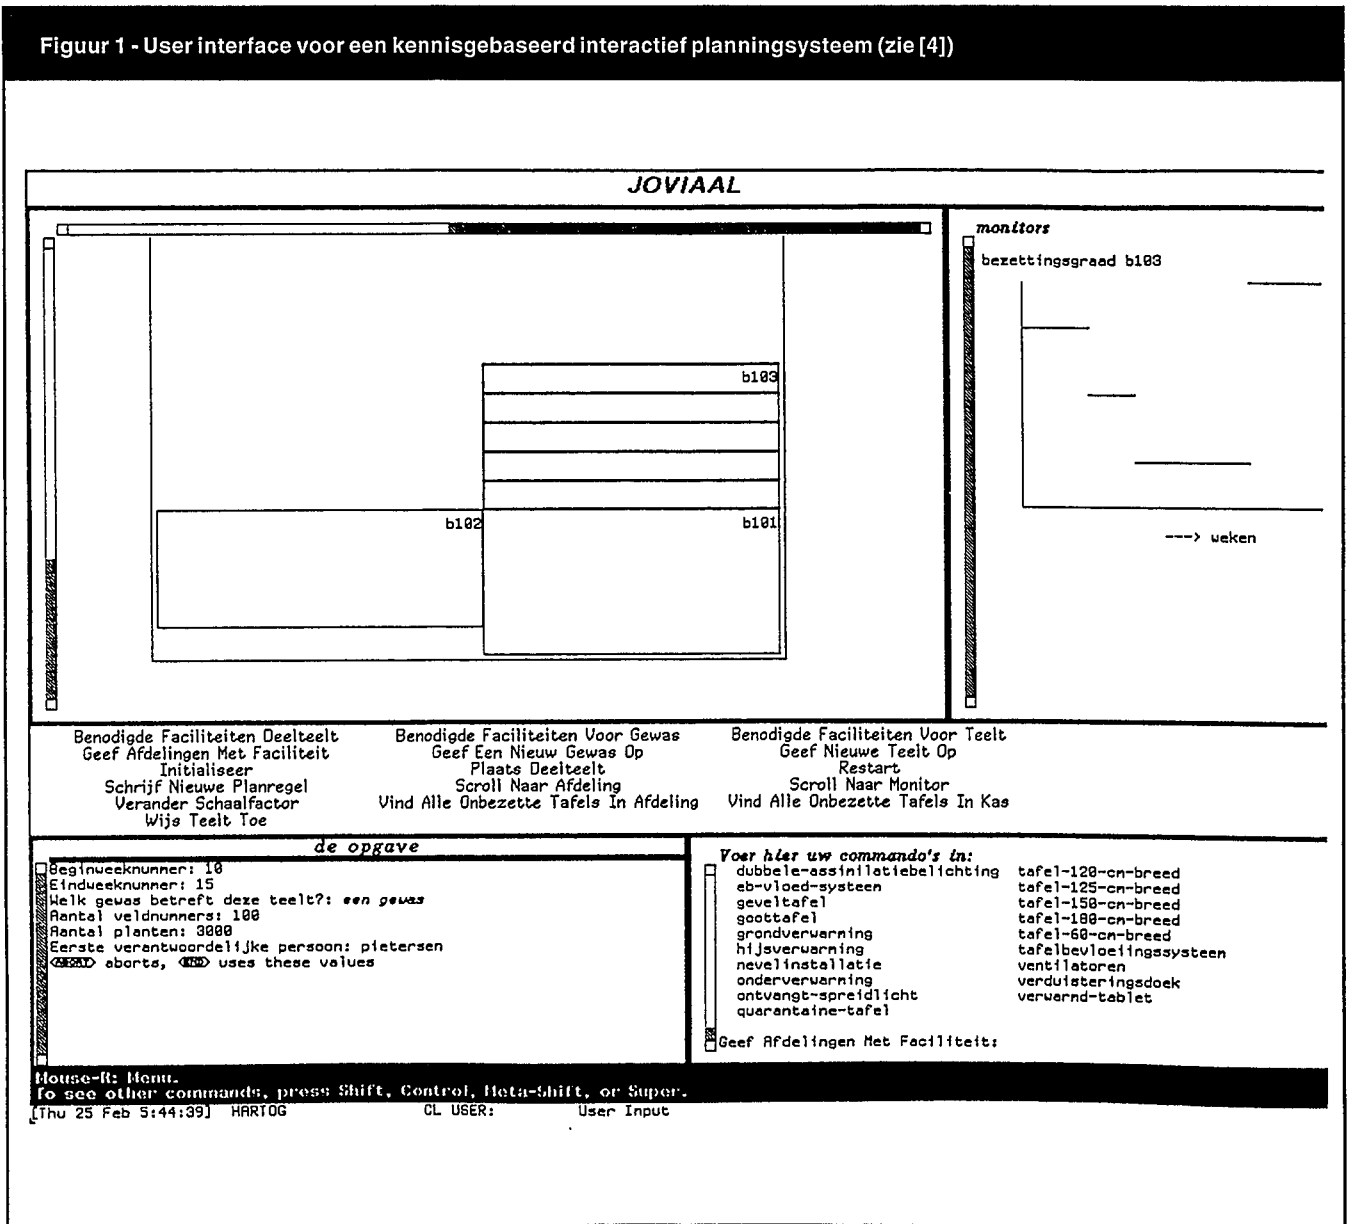 Figuur 1 - User interface voor een kennisgebaseerd interactief planningsysteem (zie [4])
JOVIAAL
monitors
bezettingsgraad b103
b103
b102
b101
---> weken
Benodigde Faciliteiten Deelteelt
Benodigde Faciliteiten Voor Gewas
Benodigde Faciliteiten Voor Teelt
Geef Afdelingen Met Faciliteit
Geef Een Nieuw Gewas Op
Geef Nieuwe Teelt Op
Initialiseer
Plaats Deelteelt
Restart
Schrijf Nieuwe Planregel
Scroll Naar Afdeling
Scroll Naar Monitor
Verander Schaalfactor
Vind Alle Onbezette Tafels In Afdeling
Vind Alle Onbezette Tafels In Kas
Wijs Teelt Toe
de opgave
Beginweeknummer: 10
Eindweeknummer: 15
Welk gewas betreft deze teelt?: een gewas
Aantal veldnummers: 100
Aantal planten: 3000
Eerste verantwoordelijke persoon: pietersen
<ABORT> aborts, <END> uses these values
Voer hier uw commando's in:
dubbele-assimilatiebelichting
tafel-120-cm-breed
eb-vloed-systeem
tafel-125-cm-breed
geveltafel
tafel-150-cm-breed
goottafel
tafel-180-cm-breed
grondverwarming
tafel-60-cm-breed
hijsverwarming
tafelbevloeiingssysteem
nevelinstallatie
ventilatoren
onderverwarming
verduisteringsdoek
ontvangt-spreidlicht
verwarmd-tablet
quarantaine-tafel
Geef Afdelingen Met Faciliteit:
Mouse-R: Menu.
To see other commands, press Shift, Control, Meta-Shift, or Super.
[Thu 25 Feb 5:44:39] HARTOG CL USER: User Input